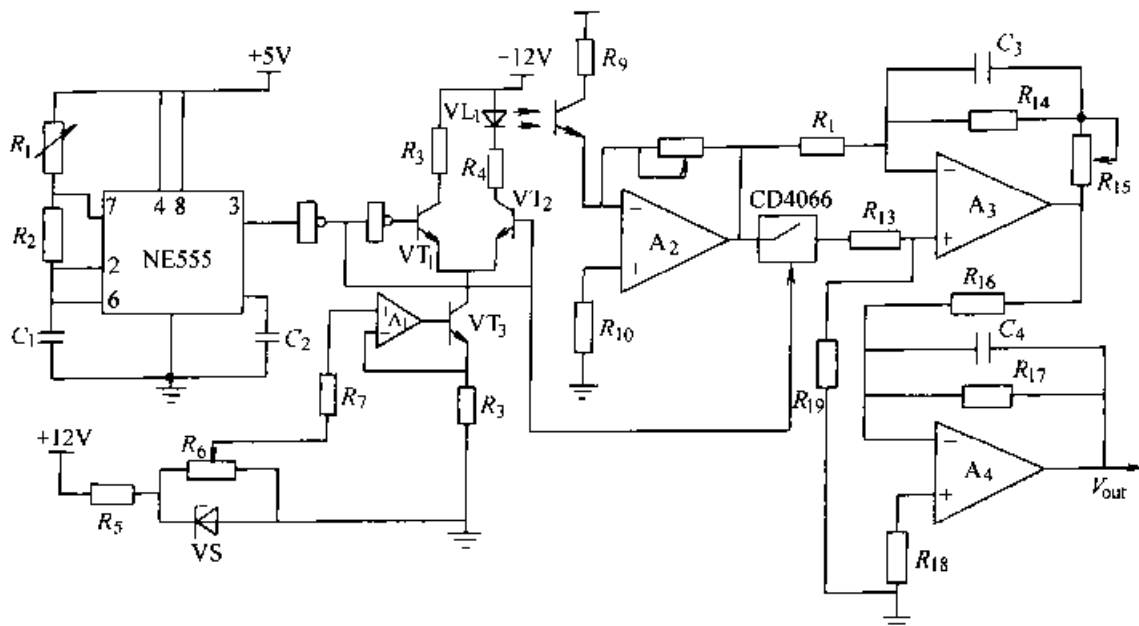 +5V
-12V
R9
C3
R1
VL1
R14
R3
R4
R1
R15
7
4 8
3
VT2
CD4066
R13
−
A3
+
R2
NE555
VT1
−
A2
+
2
6
R16
C1
C2
A1
−
VT3
R10
C4
R7
R3
R19
R17
+12V
R6
−
A4
+
Vout
R5
VS
R18